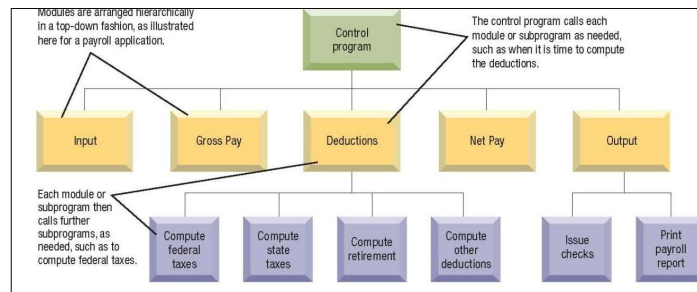 Modules are arranged hierarchically
in a top-down fashion, as illustrated
here for a payroll application.
Control
program
The control program calls each
module or subprogram as needed,
such as when it is time to compute
the deductions.
Input
Gross Pay
Deductions
Net Pay
Output
Each module or
subprogram then
calls further
subprograms, as
needed, such as to
compute federal taxes.
Compute
federal
taxes
Compute
state
taxes
Compute
retirement
Compute
other
deductions
Issue
checks
Print
payroll
report